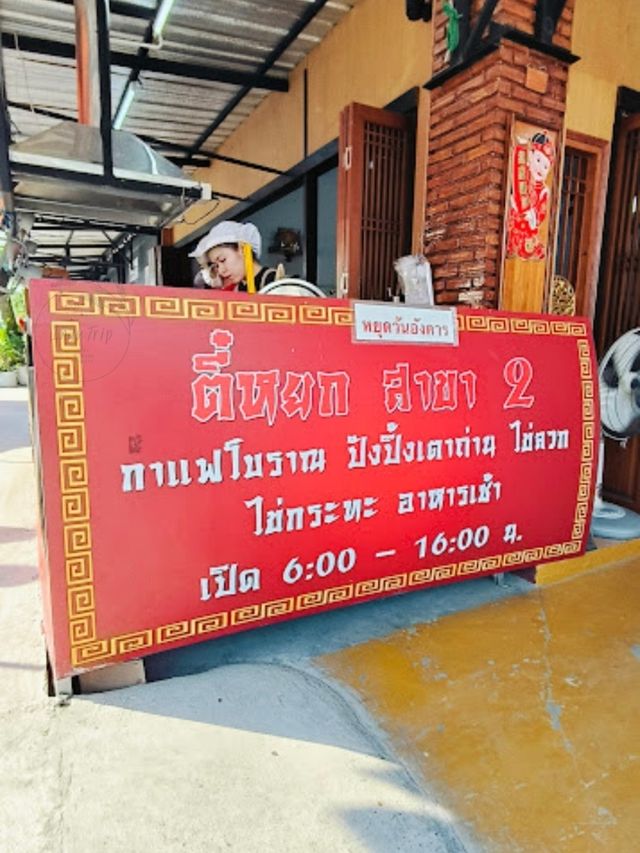 หยุดวันอังคาร
ตี๋หยก สาขา 2
กาแฟโบราณ ปังปิ้งเตาถ่าน ไข่ลวก
ไข่กระทะ อาหารเช้า
เปิด 6:00 - 16:00 น.